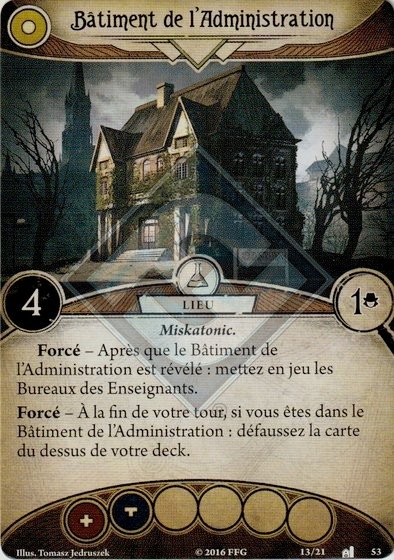 Bâtiment de l'Administration
4
LIEU
1
Miskatonic.
Forcé – Après que le Bâtiment de
l'Administration est révélé : mettez en jeu les
Bureaux des Enseignants.
Forcé – À la fin de votre tour, si vous êtes dans le
Bâtiment de l'Administration : défaussez la carte
du dessus de votre deck.
Illus. Tomasz Jedruszek © 2016 FFG 13/21 53